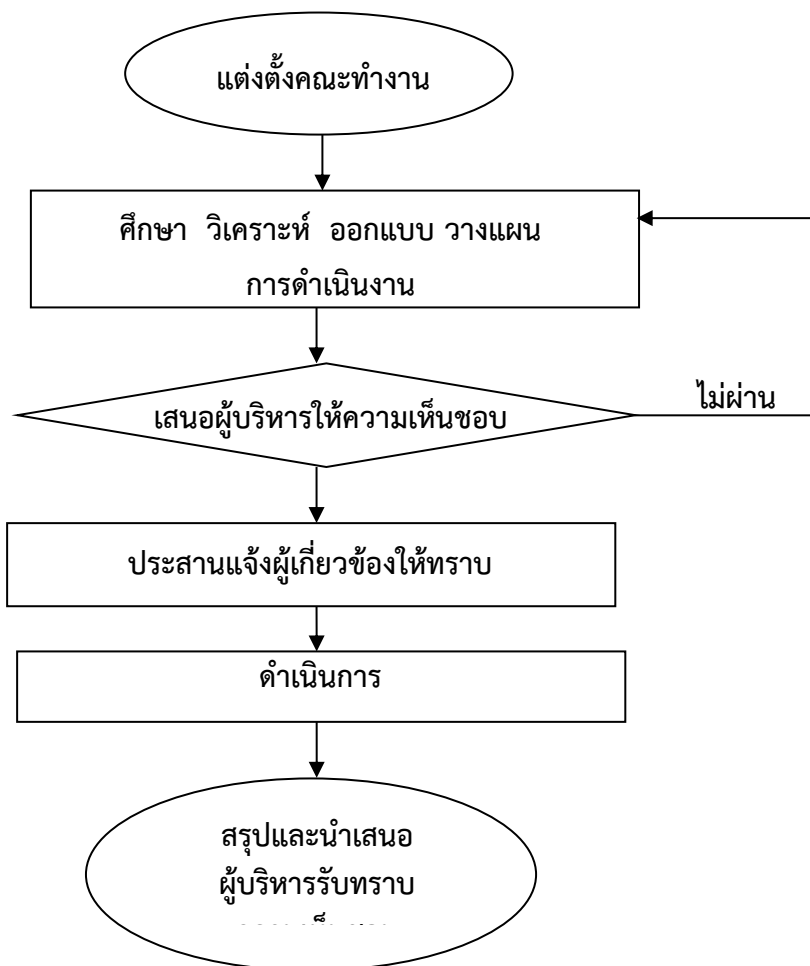 แต่งตั้งคณะทำงาน
ศึกษา วิเคราะห์ ออกแบบ วางแผน
การดำเนินงาน
เสนอผู้บริหารให้ความเห็นชอบ
ไม่ผ่าน
ประสานแจ้งผู้เกี่ยวข้องให้ทราบ
ดำเนินการ
สรุปและนำเสนอ
ผู้บริหารรับทราบ